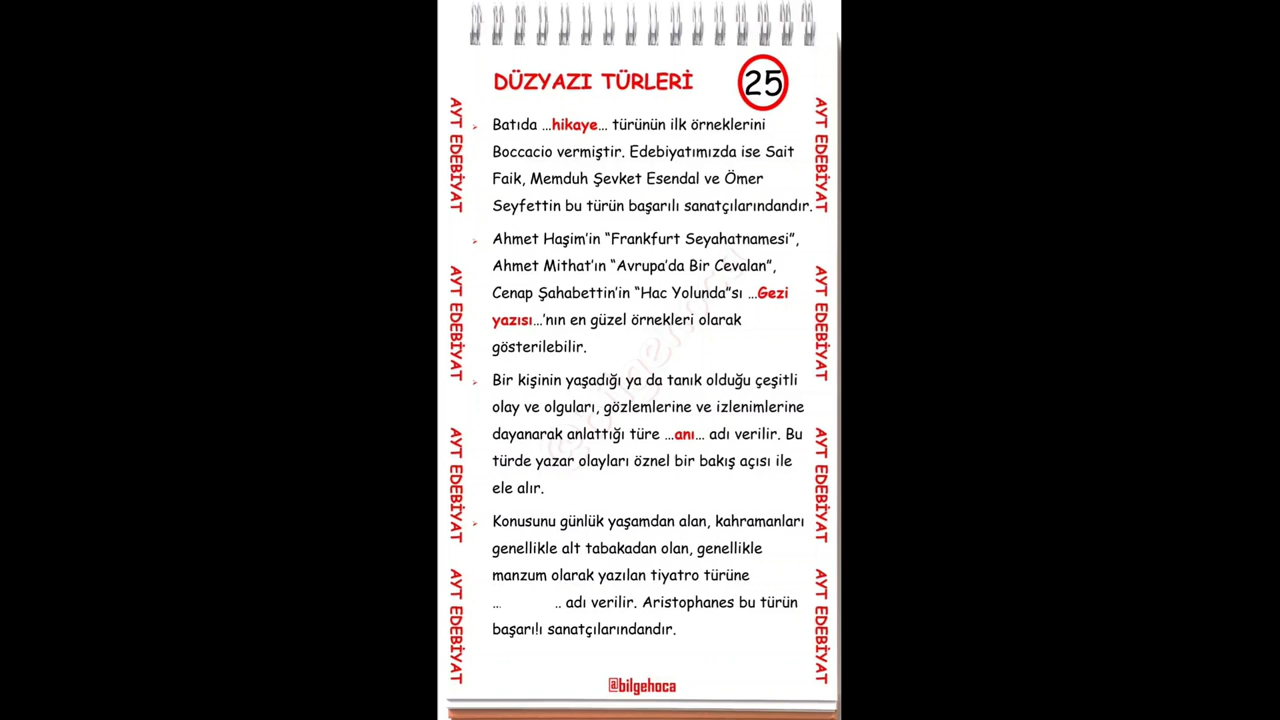 DÜZYAZI TÜRLERİ
25
Batıda …hikaye… türünün ilk örneklerini
Boccacio vermiştir. Edebiyatımızda ise Sait
Faik, Memduh Şevket Esendal ve Ömer
Seyfettin bu türün başarılı sanatçılarındandır.
Ahmet Haşim’in “Frankfurt Seyahatnamesi”,
Ahmet Mithat’ın “Avrupa’da Bir Cevalan”,
Cenap Şahabettin’in “Hac Yolunda”sı …Gezi
yazısı…’nın en güzel örnekleri olarak
gösterilebilir.
Bir kişinin yaşadığı ya da tanık olduğu çeşitli
olay ve olguları, gözlemlerine ve izlenimlerine
dayanarak anlattığı türe …anı… adı verilir. Bu
türde yazar olayları öznel bir bakış açısı ile
ele alır.
Konusunu günlük yaşamdan alan, kahramanları
genellikle alt tabakadan olan, genellikle
manzum olarak yazılan tiyatro türüne
… .. adı verilir. Aristophanes bu türün
başarı!ı sanatçılarındandır.
@bilgehoca
AYT EDEBİYAT
AYT EDEBİYAT
AYT EDEBİYAT
AYT EDEBİYAT
AYT EDEBİYAT
AYT EDEBİYAT
AYT EDEBİYAT
AYT EDEBİYAT